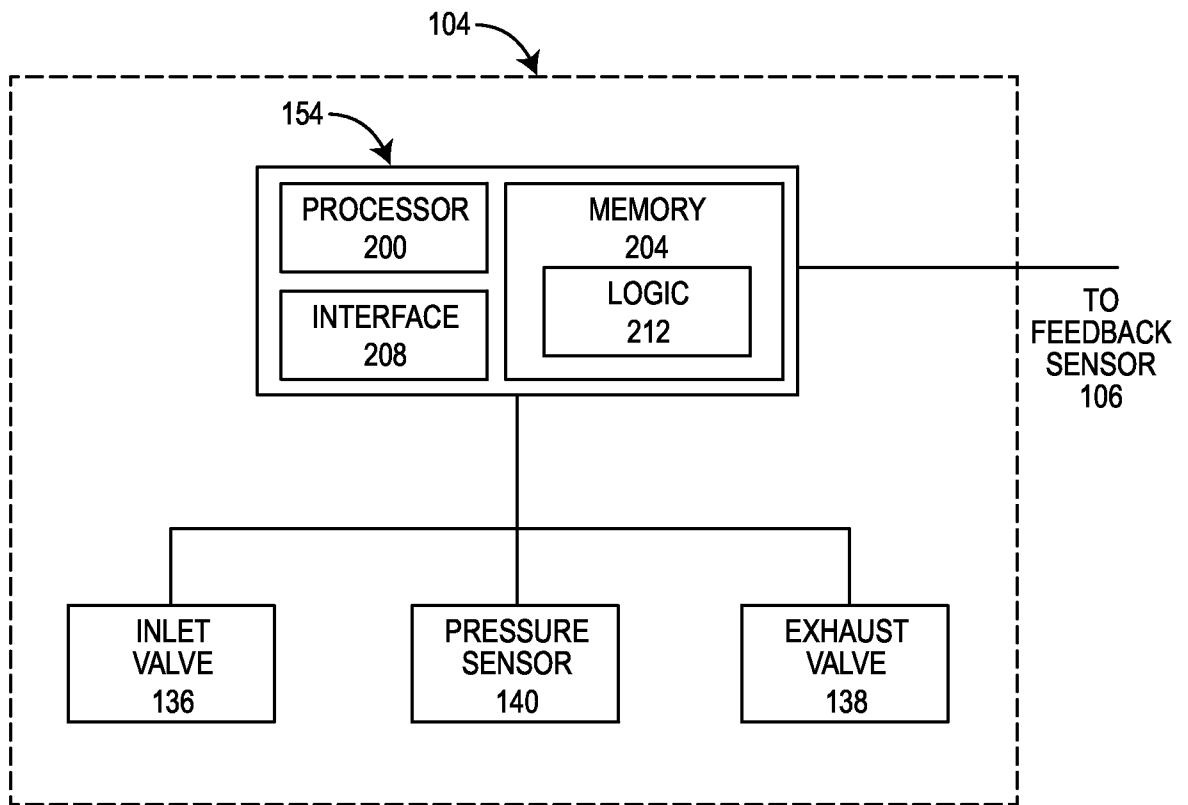 104
154
PROCESSOR
200
MEMORY
204
INTERFACE
208
LOGIC
212
TO
FEEDBACK
SENSOR
106
INLET
VALVE
136
PRESSURE
SENSOR
140
EXHAUST
VALVE
138